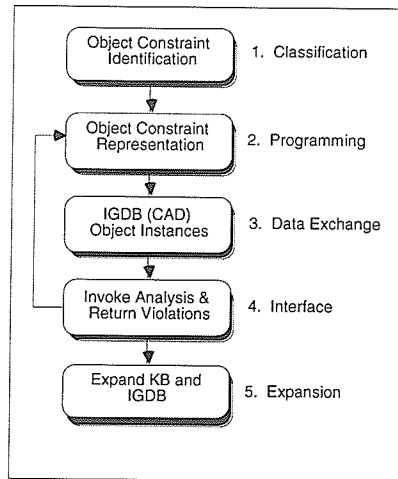 Object Constraint
Identification
1. Classification
Object Constraint
Representation
2. Programming
IGDB (CAD)
Object Instances
3. Data Exchange
Invoke Analysis &
Return Violations
4. Interface
Expand KB and
IGDB
5. Expansion